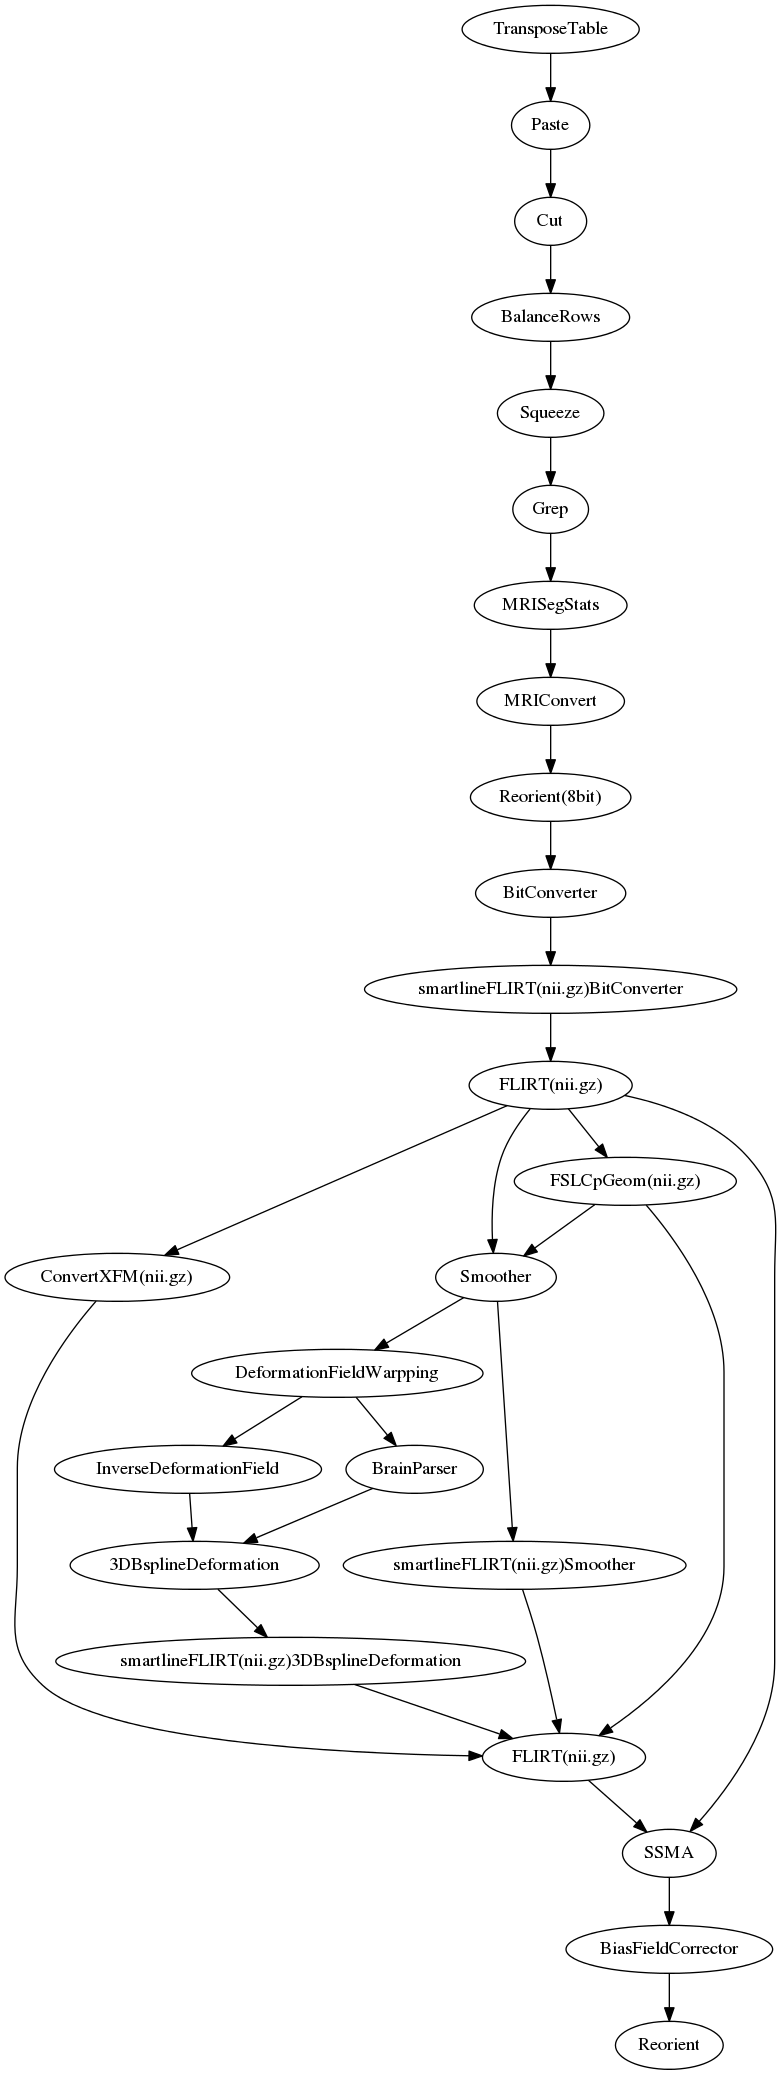 TransposeTable
Paste
Cut
BalanceRows
Squeeze
Grep
MRISegStats
MRIConvert
Reorient(8bit)
BitConverter
smartlineFLIRT(nii.gz)BitConverter
FLIRT(nii.gz)
FSLCpGeom(nii.gz)
ConvertXFM(nii.gz)
Smoother
DeformationFieldWarpping
InverseDeformationField
BrainParser
3DBsplineDeformation
smartlineFLIRT(nii.gz)Smoother
smartlineFLIRT(nii.gz)3DBsplineDeformation
FLIRT(nii.gz)
SSMA
BiasFieldCorrector
Reorient